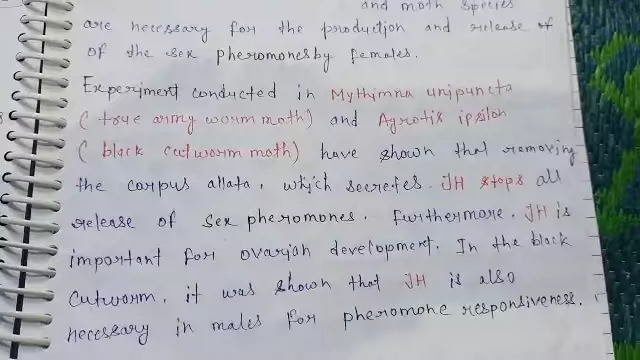 and moth species
are necessary for the production and release of
of the sex pheromones by females.
Experiment conducted in Mythimna unipuncta
(true army worm moth) and Agrotis ipsilon
(black cutworm moth) have shown that removing
the corpus allata, which secretes. JH stops all
release of sex pheromones. Furthermore, JH is
important for ovarian development. In the black
Cutworm, it was shown that JH is also
necessary in males for pheromone responsiveness.